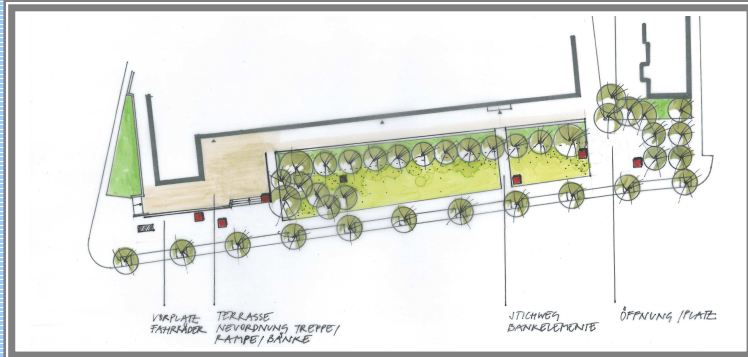 VORPLATZ
FAHRRÄDER
TERRASSE
NEUORDNUNG TREPPE/
RAMPE/BÄNKE
STICHWEG
BANKELEMENTE
ÖFFNUNG/PLATZ